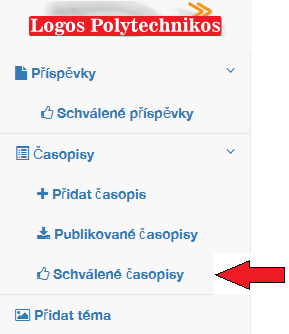 Logos Polytechnikos
Příspěvky
Schválené příspěvky
Časopisy
Přidat časopis
Publikované časopisy
Schválené časopisy
Přidat téma